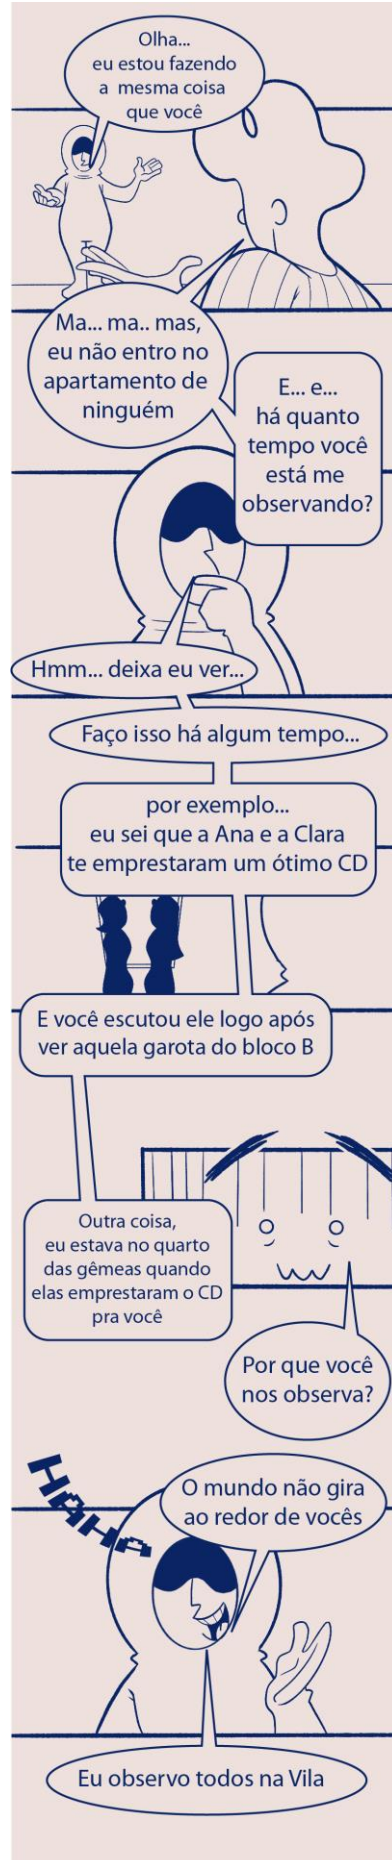 Olha...
eu estou fazendo
a mesma coisa
que você
Ma... ma.. mas,
eu não entro no
apartamento de
ninguém
E... e...
há quanto
tempo você
está me
observando?
Hmm... deixa eu ver...
Faço isso há algum tempo...
por exemplo...
eu sei que a Ana e a Clara
te emprestaram um ótimo CD
E você escutou ele logo após
ver aquela garota do bloco B
Outra coisa,
eu estava no quarto
das gêmeas quando
elas emprestaram o CD
pra você
Por que você
nos observa?
HAHA
O mundo não gira
ao redor de vocês
Eu observo todos na Vila